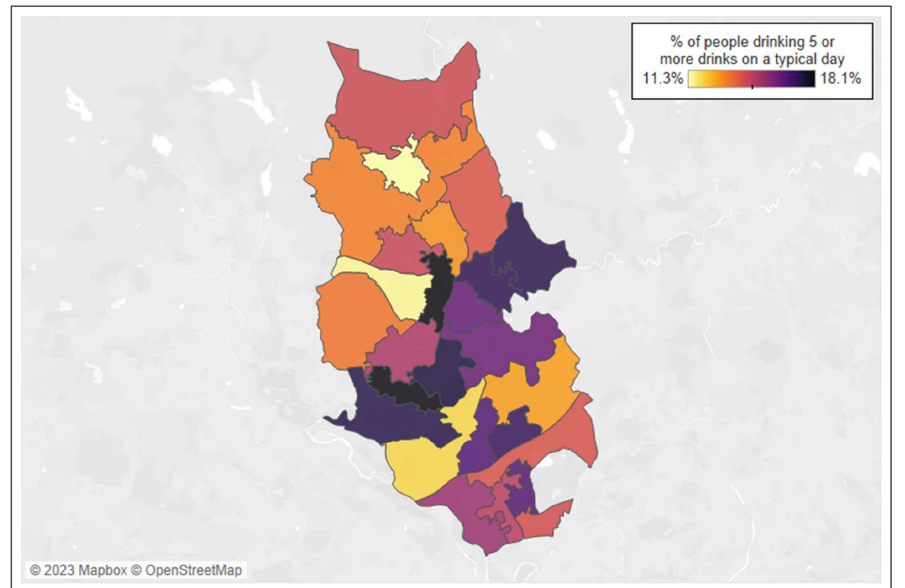 % of people drinking 5 or
more drinks on a typical day
11.3% 18.1%
© 2023 Mapbox © OpenStreetMap